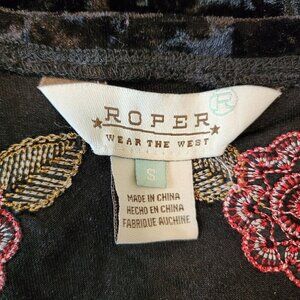 ROPER
R
WEAR THE WEST
S
MADE IN CHINA
HECHO EN CHINA
FABRIQUE AUCHINE